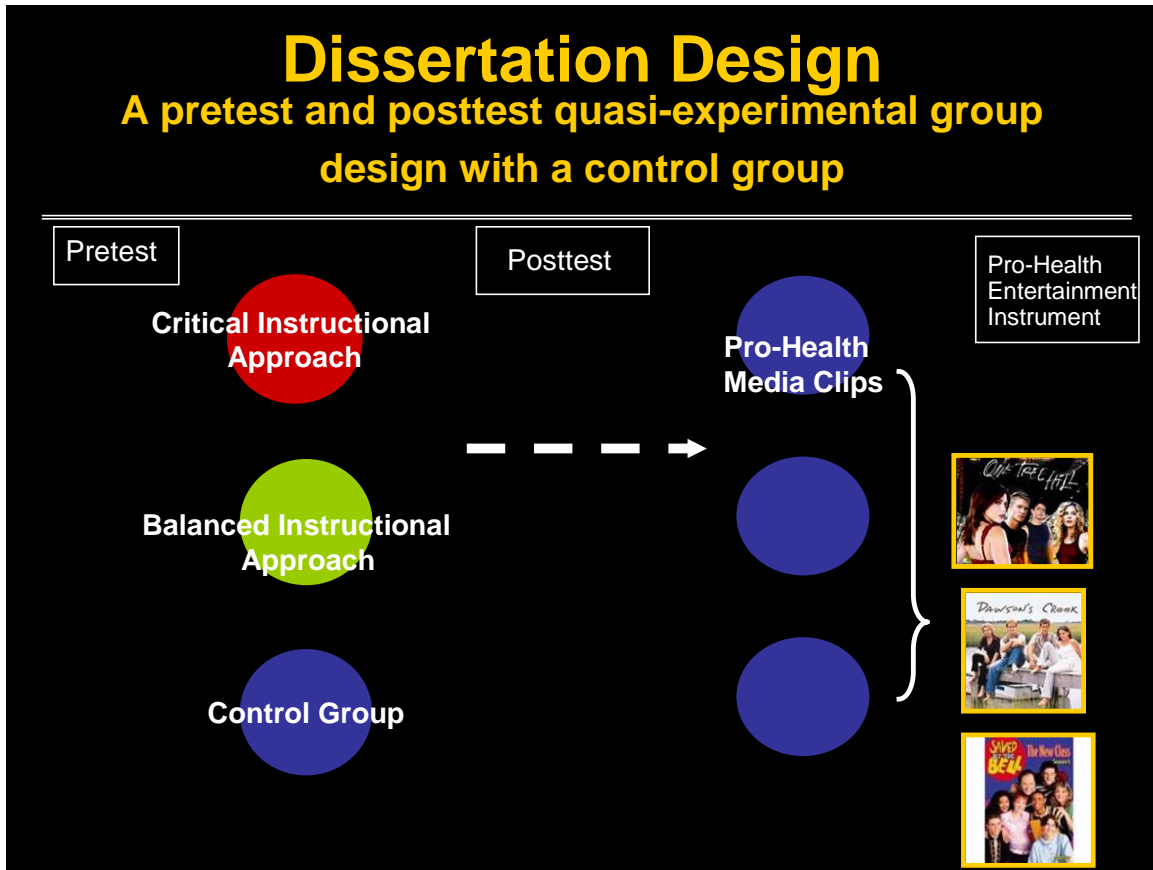 Dissertation Design
A pretest and posttest quasi-experimental group
design with a control group
Pretest
Posttest
Pro-Health
Entertainment
Instrument
Critical Instructional
Approach
Pro-Health
Media Clips
Balanced Instructional
Approach
Control Group
ONE TREE HILL
DAWSON'S CREEK
SAVED
BY THE
BELL
The New Class